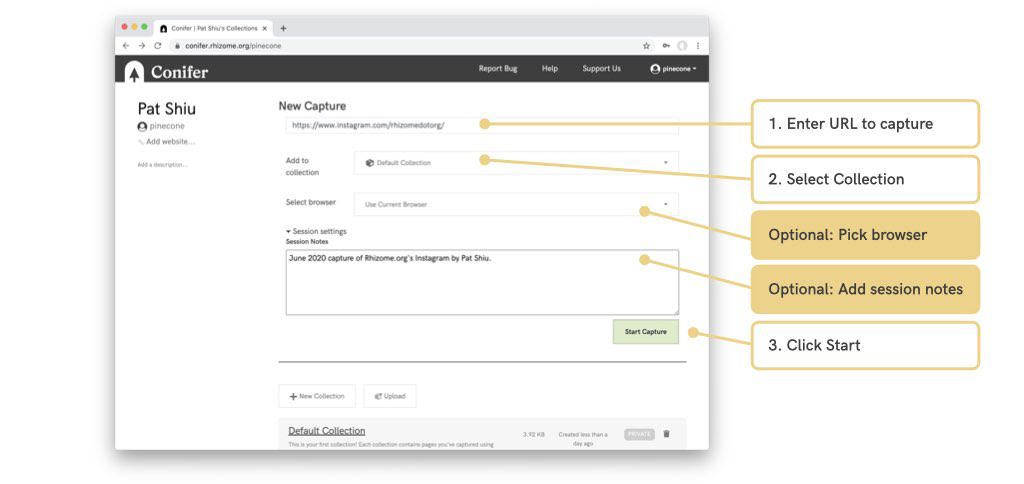 Conifer | Pat Shiu's Collections
conifer.rhizome.org/pinecone
Conifer
Report Bug
Help
Support Us
pinecone
Pat Shiu
pinecone
Add website...
Add a description...
New Capture
https://www.instagram.com/rhizomedotorg/
Add to
collection
Default Collection
Select browser
Use Current Browser
Session settings
Session Notes
June 2020 capture of Rhizome.org's Instagram by Pat Shiu.
Start Capture
New Collection
Upload
Default Collection
3.92 KB
Created less than a
day ago
PRIVATE
This is your first collection! Each collection contains pages you've captured using
1. Enter URL to capture
2. Select Collection
Optional: Pick browser
Optional: Add session notes
3. Click Start